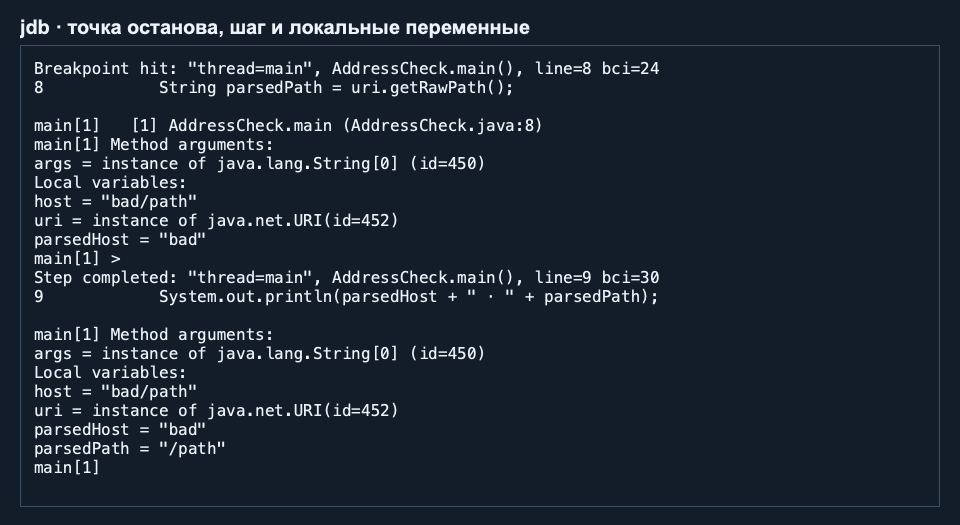 jdb · точка останова, шаг и локальные переменные
Breakpoint hit: "thread=main", AddressCheck.main(), line=8 bci=24
8            String parsedPath = uri.getRawPath();
main[1]   [1] AddressCheck.main (AddressCheck.java:8)
main[1] Method arguments:
args = instance of java.lang.String[0] (id=450)
Local variables:
host = "bad/path"
uri = instance of java.net.URI(id=452)
parsedHost = "bad"
main[1] >
Step completed: "thread=main", AddressCheck.main(), line=9 bci=30
9            System.out.println(parsedHost + " · " + parsedPath);
main[1] Method arguments:
args = instance of java.lang.String[0] (id=450)
Local variables:
host = "bad/path"
uri = instance of java.net.URI(id=452)
parsedHost = "bad"
parsedPath = "/path"
main[1]